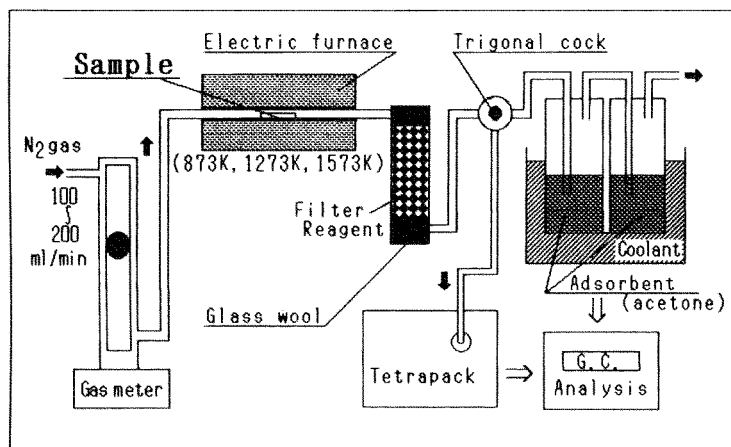 Electric furnace
Trigonal cock
Sample
N2gas
(873K, 1273K, 1573K)
100
∫
200
ml/min
Filter
Reagent
Coolant
Adsorbent
(acetone)
Glass wool
Tetrapack
G. C.
Analysis
Gas meter